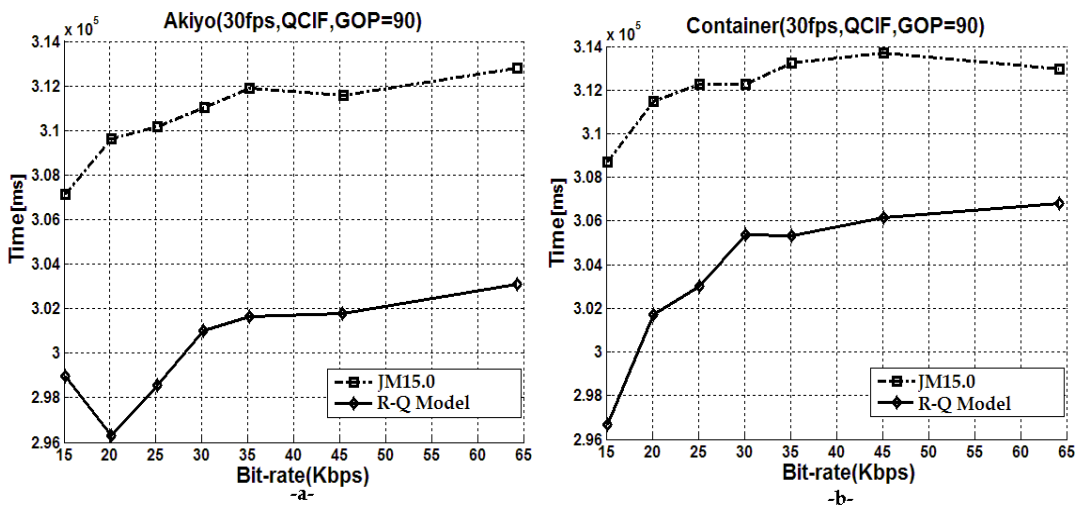 Akiyo(30fps,QCIF,GOP=90)
x 10^5
3.14
3.12
3.1
3.08
3.06
3.04
3.02
3
2.98
2.96
Time[ms]
JM15.0
R-Q Model
15 20 25 30 35 40 45 50 55 60 65
Bit-rate(Kbps)
-a-
Container(30fps,QCIF,GOP=90)
x 10^5
3.14
3.12
3.1
3.08
3.06
3.04
3.02
3
2.98
2.96
Time[ms]
JM15.0
R-Q Model
15 20 25 30 35 40 45 50 55 60 65
Bit-rate(Kbps)
-b-